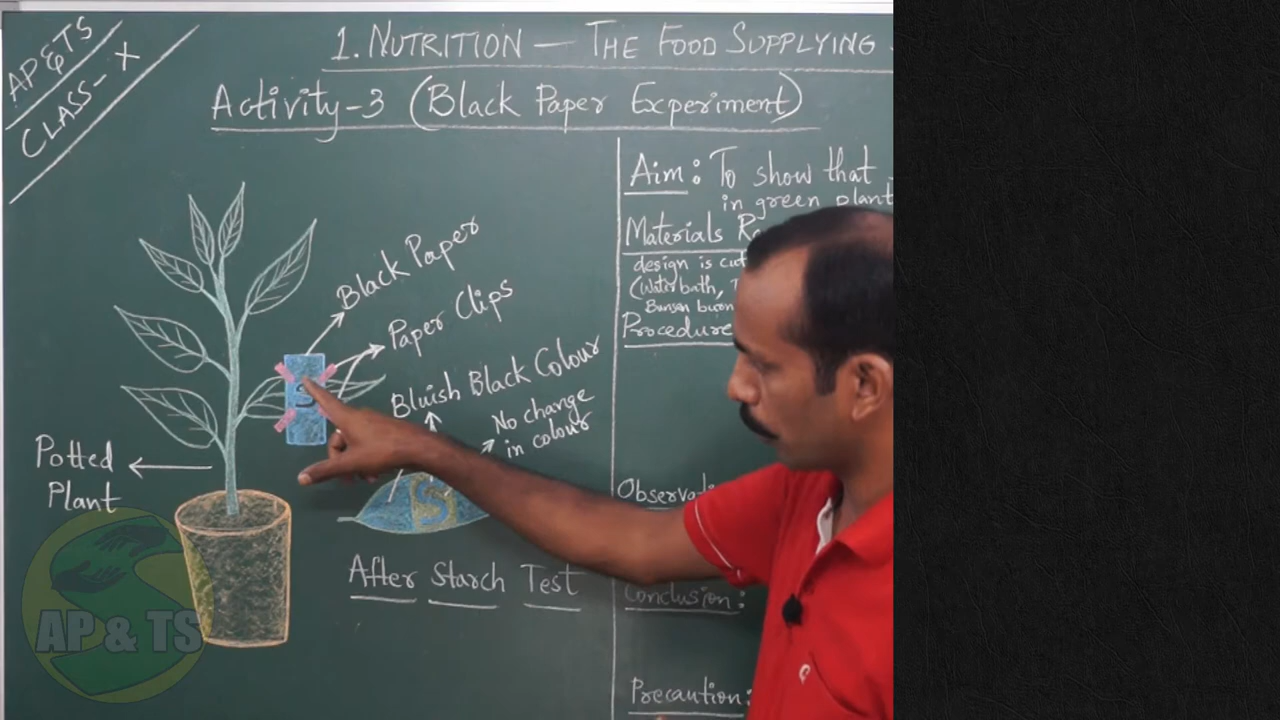 AP & TS
CLASS - X
1. NUTRITION — THE FOOD SUPPLYING
Activity-3 (Black Paper Experiment)
Black Paper
Paper Clips
Bluish Black Colour
No change
in colour
S
Potted
Plant
S
After Starch Test
Aim: To show that
in green plant
Materials
design is cut
(Water bath,
Bunsen
Procedure
Conclusion:
Precaution:
AP & TS